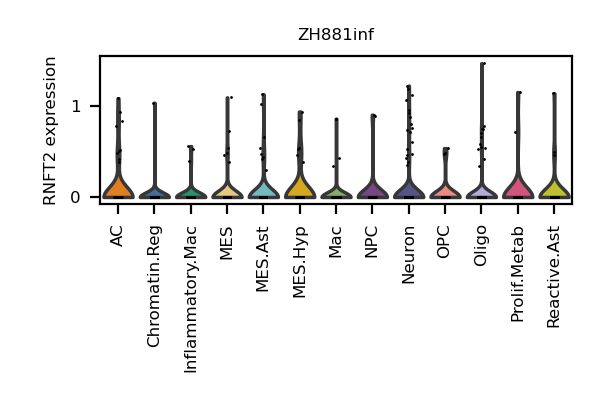 ZH881inf
RNFT2 expression
1
0
AC
Chromatin.Reg
Inflammatory.Mac
MES
MES.Ast
MES.Hyp
Mac
NPC
Neuron
OPC
Oligo
Prolif.Metab
Reactive.Ast